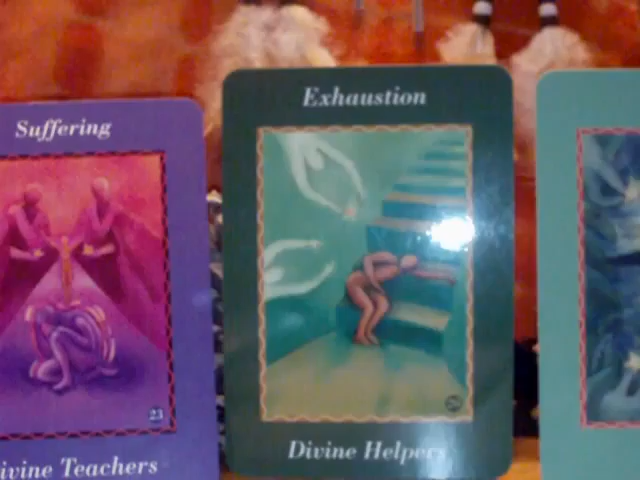 Suffering
23
ivine Teachers
Exhaustion
Divine Helpers